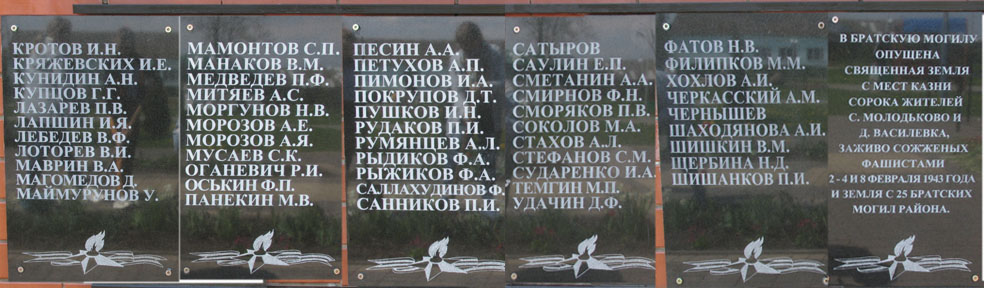 КРОТОВ И.Н.
КРЯЖЕВСКИХ И.Е.
КУНИДИН А.Н.
КУПЦОВ Г.Г.
ЛАЗАРЕВ П.В.
ЛАПШИН И.Я.
ЛЕБЕДЕВ В.Ф.
ЛОТОРЕВ В.И.
МАВРИН В.А.
МАГОМЕДОВ Д.
МАЙМУРУНОВ У.
МАМОНТОВ С.П.
МАНАКОВ В.М.
МЕДВЕДЕВ П.Ф.
МИТЯЕВ А.С.
МОРГУНОВ Н.В.
МОРОЗОВ А.Е.
МОРОЗОВ А.Я.
МУСАЕВ С.К.
ОГАНЕВИЧ Р.И.
ОСЬКИН Ф.П.
ПАНЕКИН М.В.
ПЕСИН А.А.
ПЕТУХОВ А.П.
ПИМОНОВ И.А.
ПОКРУПОВ Д.Т.
ПУШКОВ И.Н.
РУДАКОВ П.И.
РУМЯНЦЕВ А.Л.
РЫДИКОВ Ф.А.
РЫЖИКОВ Ф.А.
САЛЛАХУДИНОВ Ф.
САННИКОВ П.И.
САТЫРОВ
САУЛИН Е.П.
СМЕТАНИН А.А.
СМИРНОВ Ф.Н.
СМОРЯКОВ П.В.
СОКОЛОВ М.А.
СТАХОВ А.Л.
СТЕФАНОВ С.М.
СУДАРЕНКО И.А.
ТЕМГИН М.П.
УДАЧИН Д.Ф.
ФАТОВ Н.В.
ФИЛИПКОВ М.М.
ХОХЛОВ А.И.
ЧЕРКАССКИЙ А.М.
ЧЕРНЫШЕВ
ШАХОДЯНОВА А.И.
ШИШКИН В.М.
ЩЕРБИНА Н.Д.
ШИШАНКОВ П.И.
В БРАТСКУЮ МОГИЛУ
ОПУЩЕНА
СВЯЩЕННАЯ ЗЕМЛЯ
С МЕСТ КАЗНИ
СОРОКА ЖИТЕЛЕЙ
С. МОЛОДЬКОВО И
Д. ВАСИЛЕВКА,
ЗАЖИВО СОЖЖЕНЫХ
ФАШИСТАМИ
2 - 4 И 8 ФЕВРАЛЯ 1943 ГОДА
И ЗЕМЛЯ С 25 БРАТСКИХ
МОГИЛ РАЙОНА.